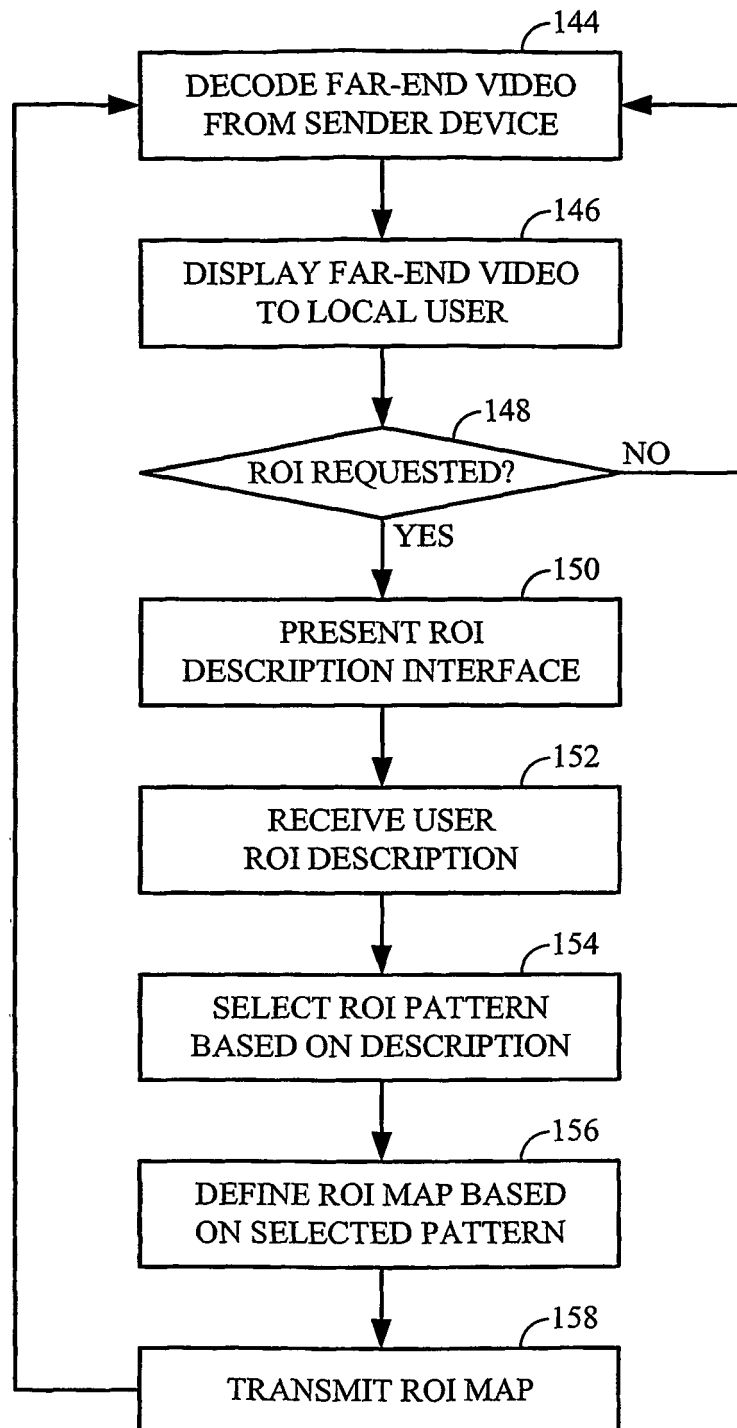 144
DECODE FAR-END VIDEO
FROM SENDER DEVICE
146
DISPLAY FAR-END VIDEO
TO LOCAL USER
148
ROI REQUESTED?
NO
YES
150
PRESENT ROI
DESCRIPTION INTERFACE
152
RECEIVE USER
ROI DESCRIPTION
154
SELECT ROI PATTERN
BASED ON DESCRIPTION
156
DEFINE ROI MAP BASED
ON SELECTED PATTERN
158
TRANSMIT ROI MAP